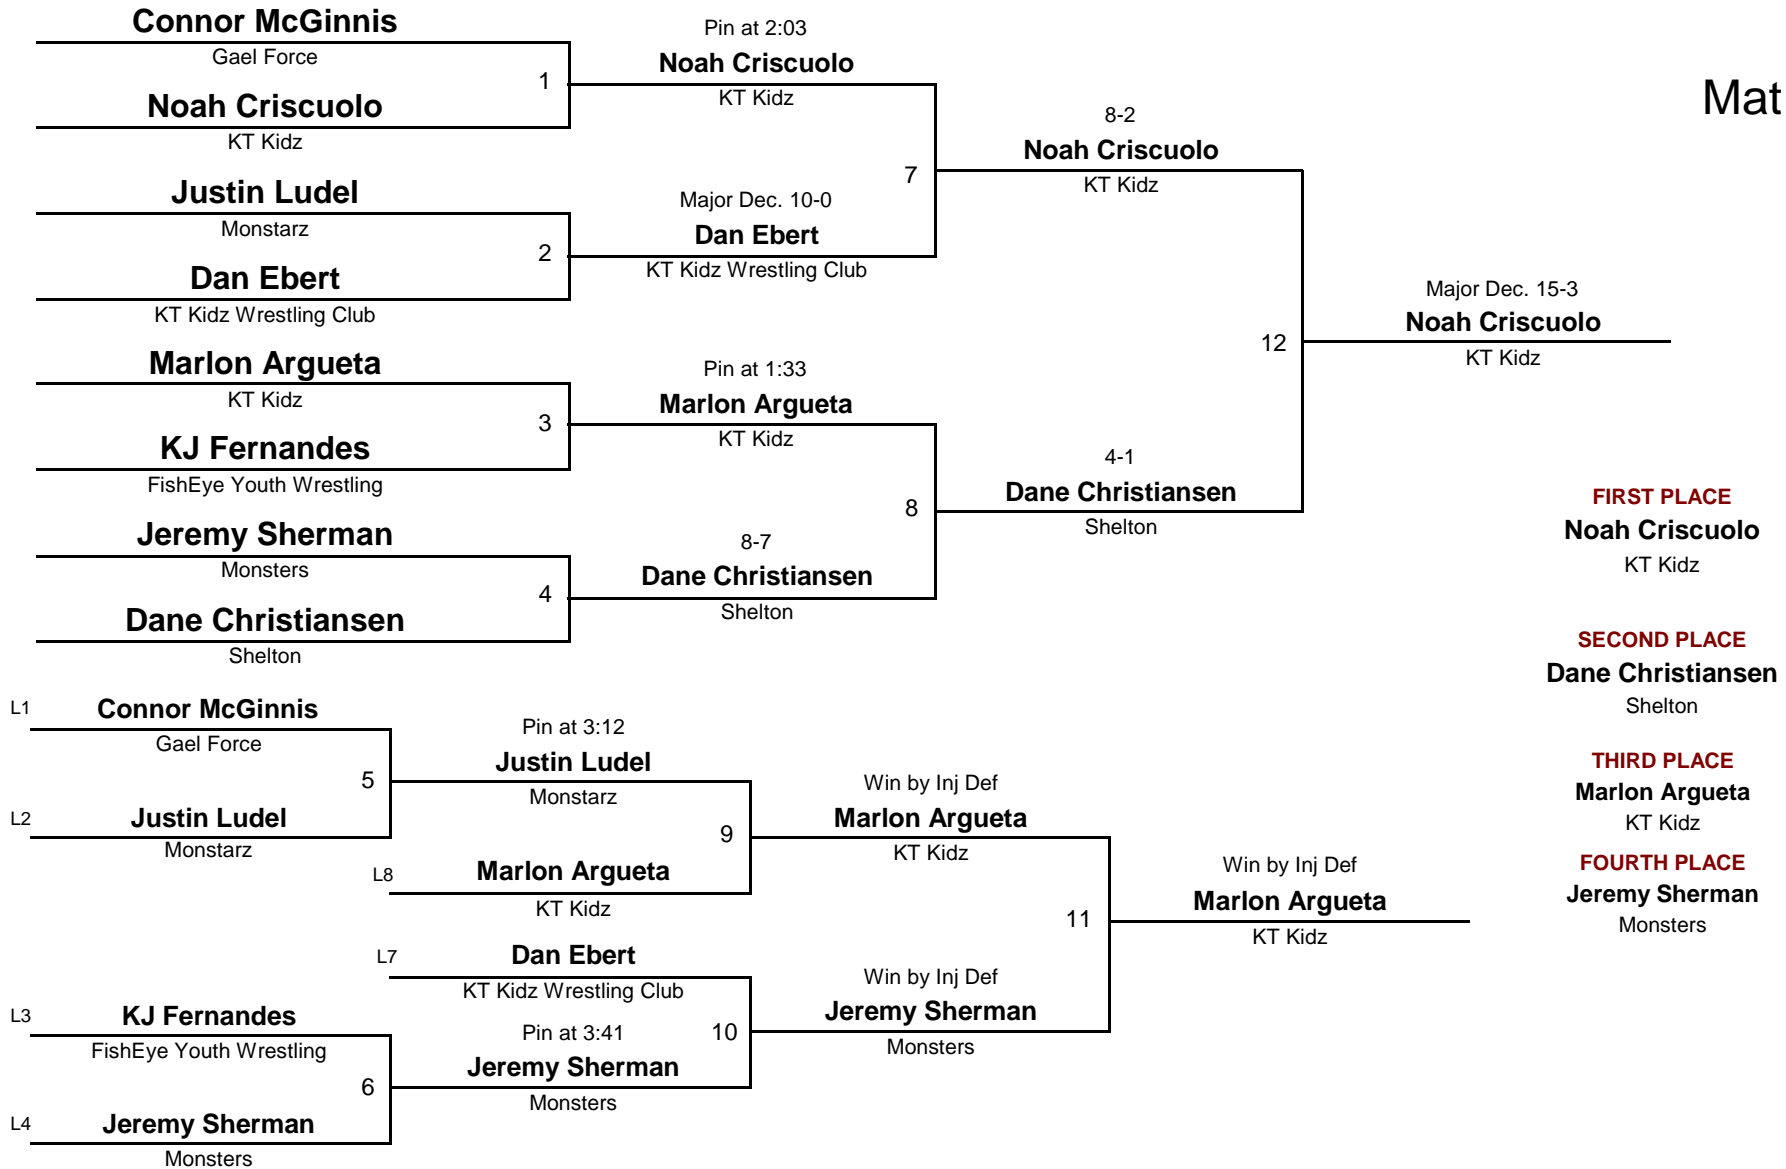 Connor McGinnis
Gael Force
1
Noah Criscuolo
KT Kidz
Justin Ludel
Monstarz
2
Dan Ebert
KT Kidz Wrestling Club
Marlon Argueta
KT Kidz
3
KJ Fernandes
FishEye Youth Wrestling
Jeremy Sherman
Monsters
4
Dane Christiansen
Shelton
Pin at 2:03
Noah Criscuolo
KT Kidz
7
Major Dec. 10-0
Dan Ebert
KT Kidz Wrestling Club
Pin at 1:33
Marlon Argueta
KT Kidz
8
8-7
Dane Christiansen
Shelton
8-2
Noah Criscuolo
KT Kidz
12
4-1
Dane Christiansen
Shelton
Major Dec. 15-3
Noah Criscuolo
KT Kidz
Mat
FIRST PLACE
Noah Criscuolo
KT Kidz
SECOND PLACE
Dane Christiansen
Shelton
THIRD PLACE
Marlon Argueta
KT Kidz
FOURTH PLACE
Jeremy Sherman
Monsters
L1
Connor McGinnis
Gael Force
5
L2
Justin Ludel
Monstarz
Pin at 3:12
Justin Ludel
Monstarz
9
L8
Marlon Argueta
KT Kidz
L7
Dan Ebert
KT Kidz Wrestling Club
10
L3
KJ Fernandes
FishEye Youth Wrestling
6
L4
Jeremy Sherman
Monsters
Pin at 3:41
Jeremy Sherman
Monsters
Win by Inj Def
Marlon Argueta
KT Kidz
11
Win by Inj Def
Jeremy Sherman
Monsters
Win by Inj Def
Marlon Argueta
KT Kidz